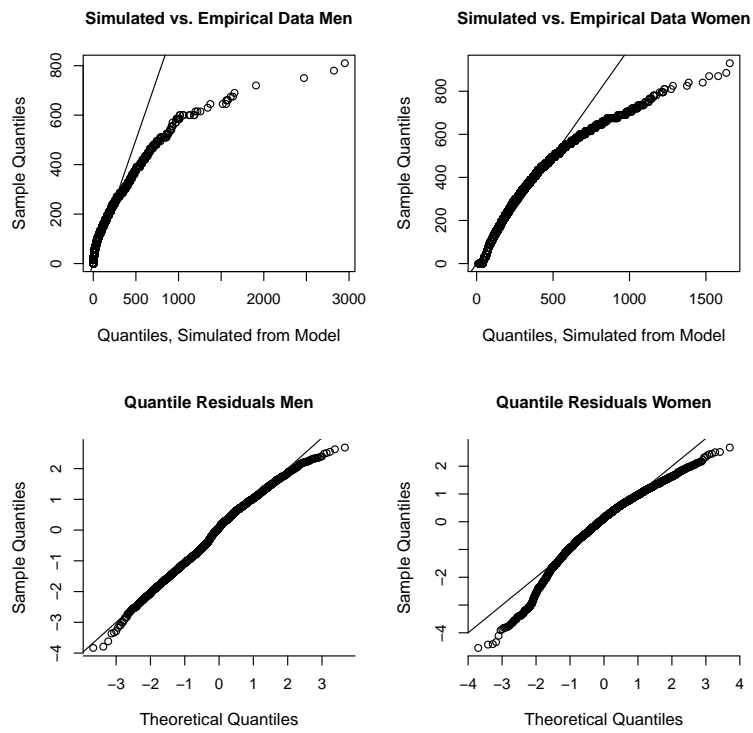 Simulated vs. Empirical Data Men
Sample Quantiles
0 200 400 600 800
0 500 1000 2000 3000
Quantiles, Simulated from Model
Simulated vs. Empirical Data Women
Sample Quantiles
0 200 400 600 800
0 500 1000 1500
Quantiles, Simulated from Model
Quantile Residuals Men
Sample Quantiles
−4 −3 −2 −1 0 1 2
−3 −2 −1 0 1 2 3
Theoretical Quantiles
Quantile Residuals Women
Sample Quantiles
−4 −2 0 1 2
−4 −3 −2 −1 0 1 2 3 4
Theoretical Quantiles